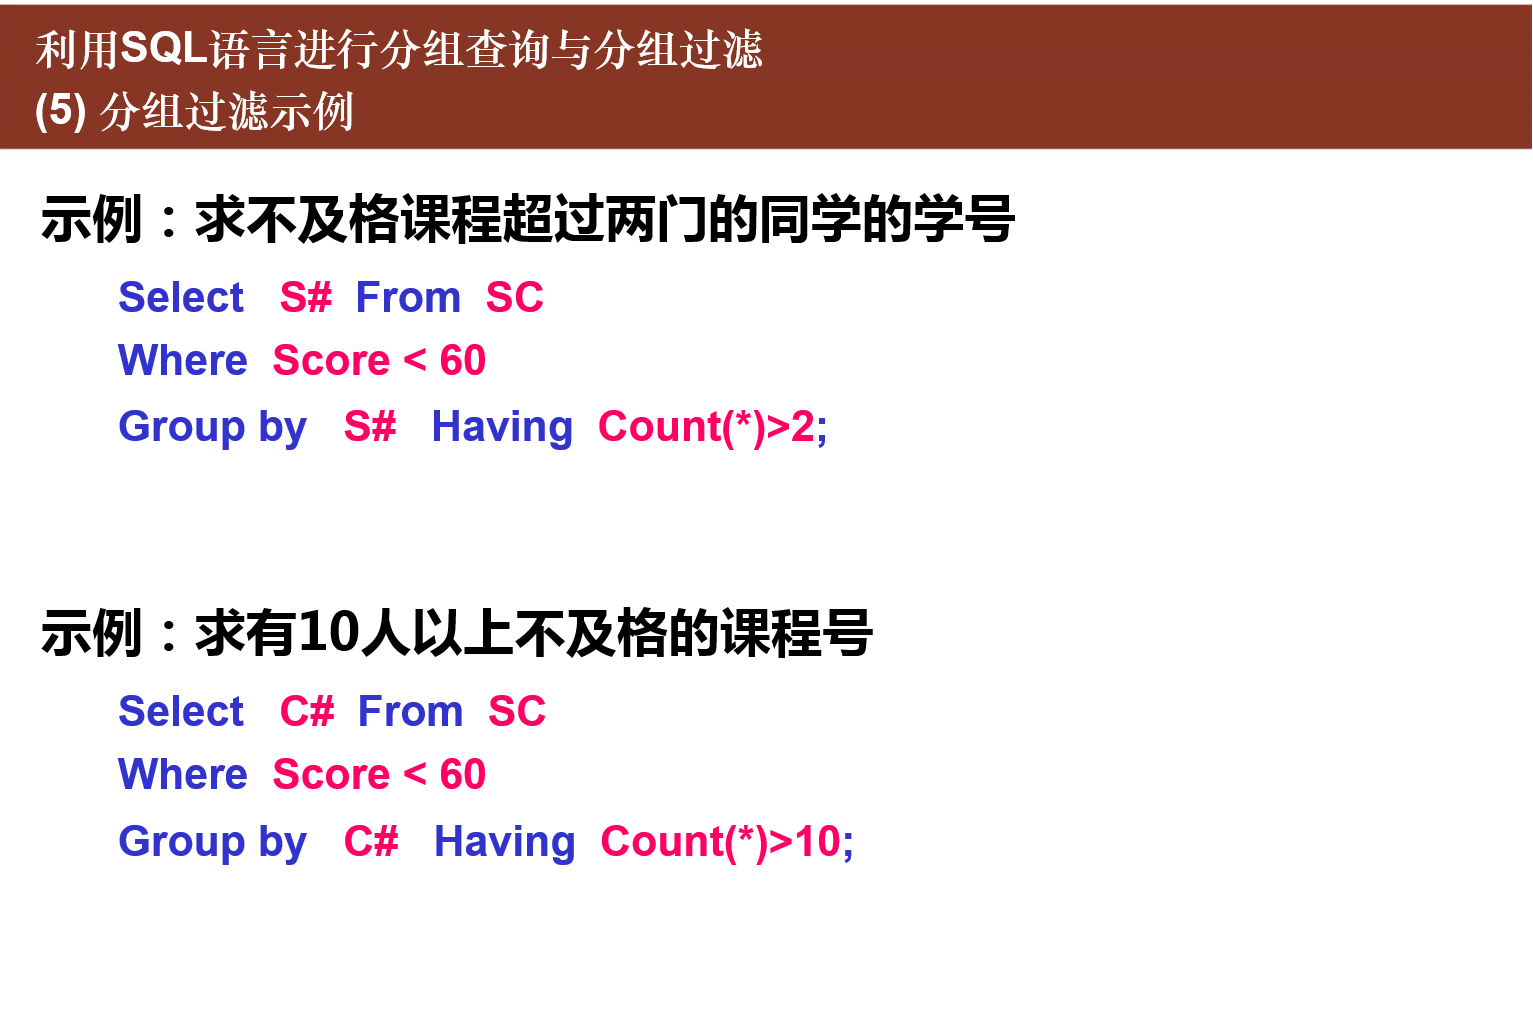 利用SQL语言进行分组查询与分组过滤
(5) 分组过滤示例
示例：求不及格课程超过两门的同学的学号
Select S# From SC
Where Score < 60
Group by S# Having Count(*)>2;
示例：求有10人以上不及格的课程号
Select C# From SC
Where Score < 60
Group by C# Having Count(*)>10;